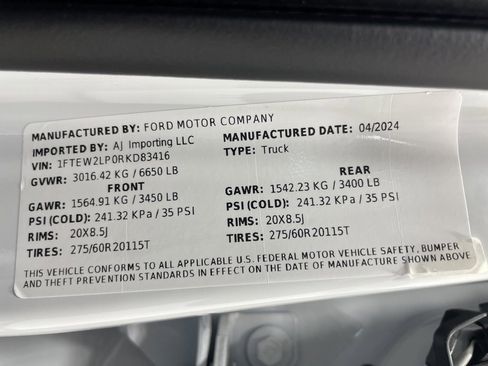 MANUFACTURED BY: FORD MOTOR COMPANY
IMPORTED BY: AJ Importing LLC MANUFACTURED: 04/2024
VIN: 1FTEW2LP0RKD83416 TYPE: Truck
GVWR: 3016.42 KG / 6650 LB
FRONT REAR
GAWR: 1564.91 KG / 3450 LB GAWR: 1542.23 KG / 3400 LB
PSI (COLD): 241.32 KPa / 35 PSI PSI (COLD): 241.32 KPa / 35 PSI
RIMS: 20X8.5J RIMS: 20X8.5J
TIRES: 275/60R20115T TIRES: 275/60R20115T
THIS VEHICLE CONFORMS TO ALL APPLICABLE U.S. FEDERAL MOTOR VEHICLE SAFETY, BUMPER
AND THEFT PREVENTION STANDARDS IN EFFECT ON THE DATE OF MANUFACTURE SHOWN ABOVE